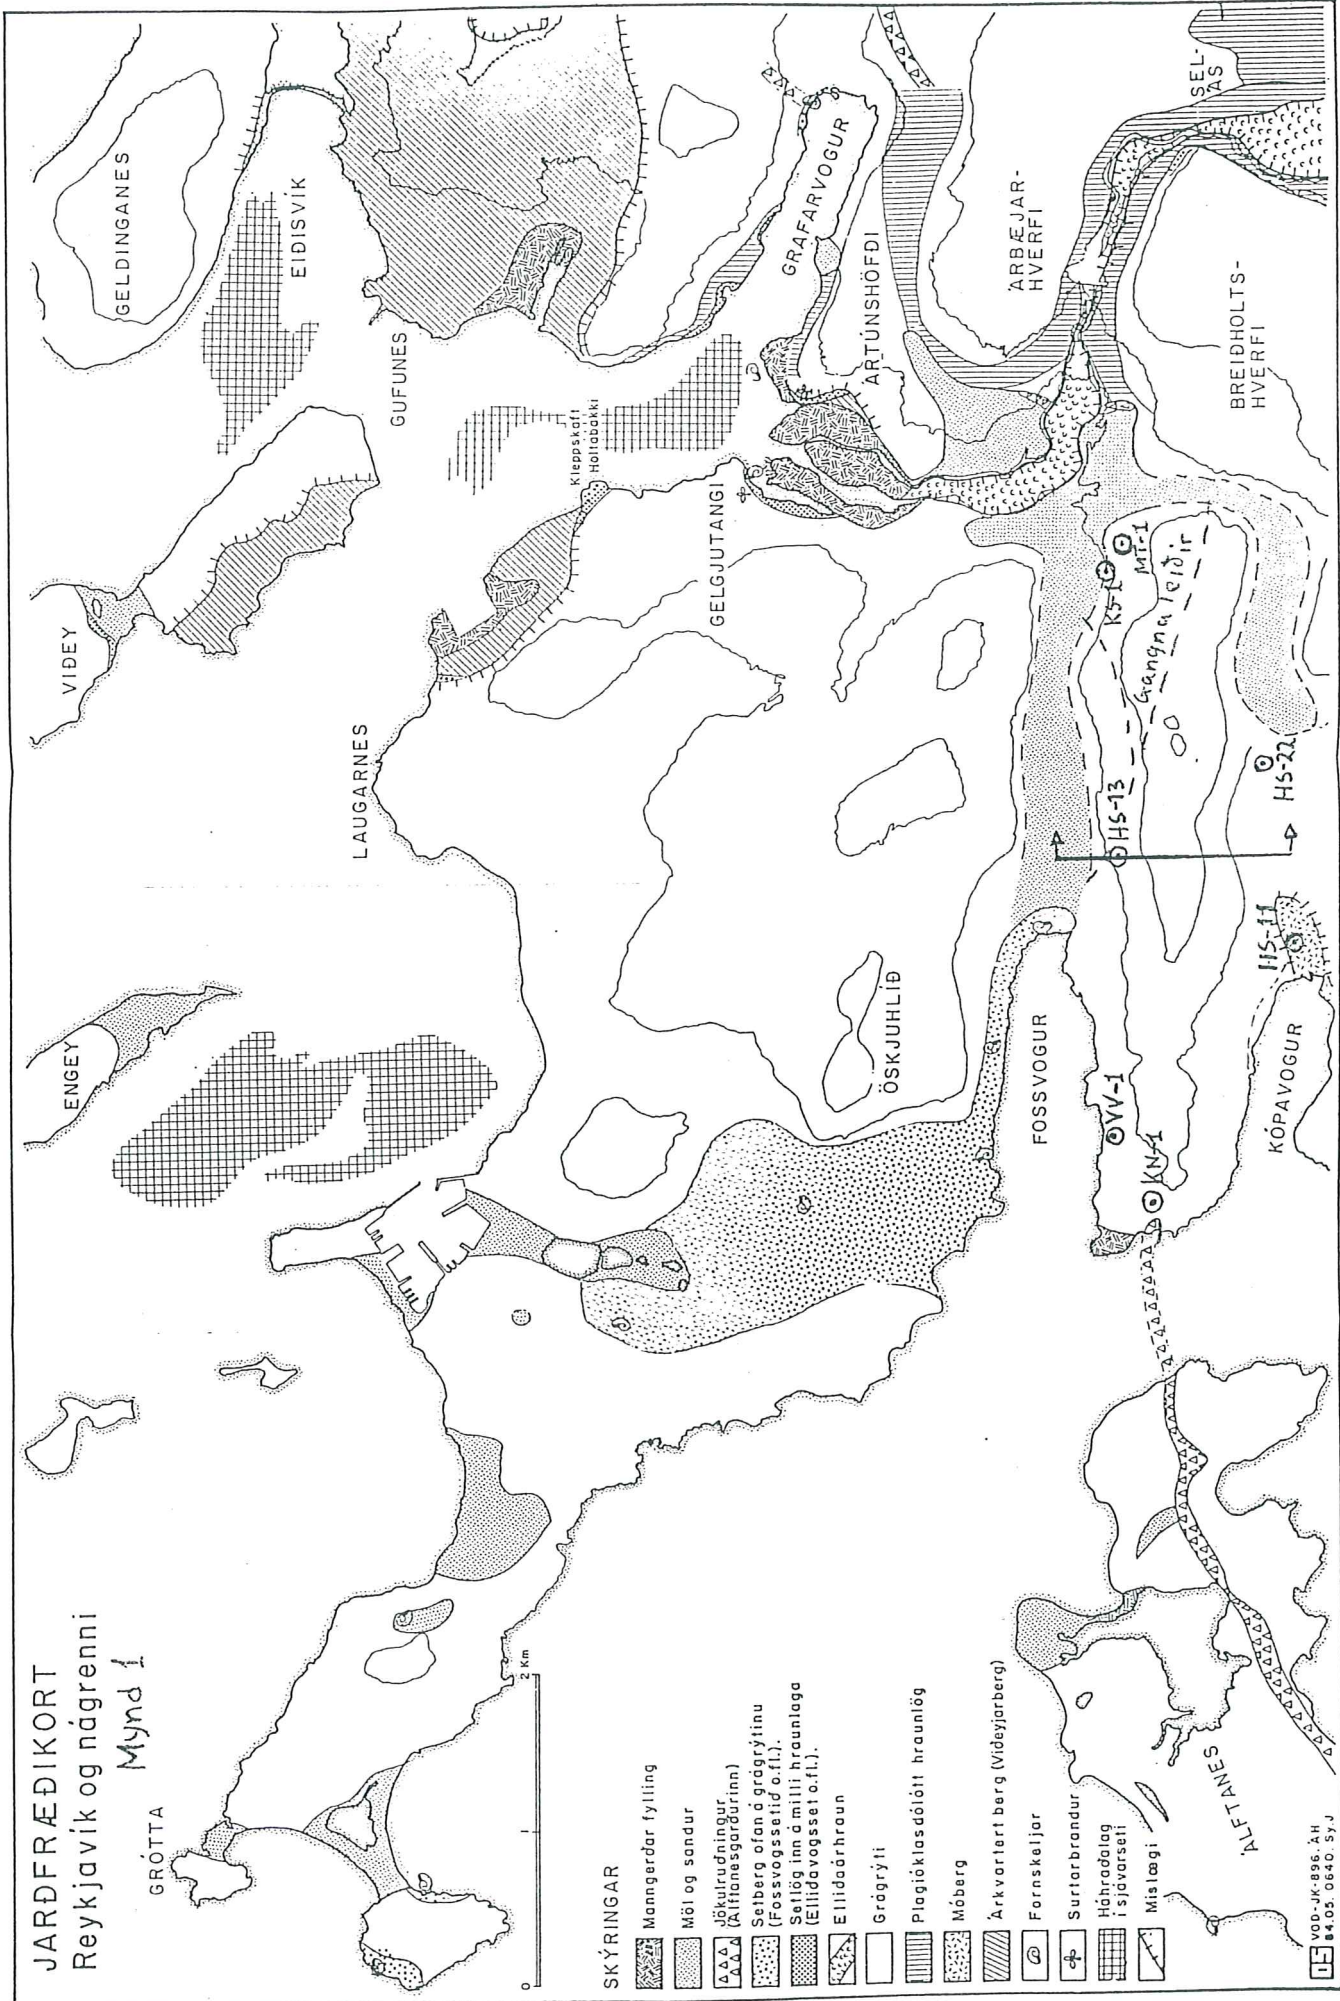 JARÐFRÆÐIKORT
Reykjavík og nágrenni
Mynd 1
GRÓTTA
ENGEY
VIÐEY
GELDINGANES
EIÐISVÍK
GUFUNES
Kleppskaft
Holtabakki
LAUGARNES
GELGJUTANGI
GRAFARVOGUR
ÁRTÚNSHÖFÐI
ÁRBÆJAR-
HVERFI
SEL-
ÁS
BREIÐHOLTS-
HVERFI
ÖSKJUHLÍÐ
FOSSVOGUR
KÓPAVOGUR
ÁLFTANES
VV-1
KN-1
HS-11
HS-13
HS-22
KS-1
MT-1
Gangnaleiðir
0 1 2 Km
SKÝRINGAR
Manngerðar fylling
Möl og sandur
Jökulruðningur
(Álftanesgarðurinn)
Setberg ofan á grágrýtinu
(Fossvogssetið o.fl.).
Setlög inn á milli hraunlaga
(Elliðavogsset o.fl.).
Elliðaárhraun
Grágrýti
Plagíóklasdílótt hraunlög
Móberg
Árkvartert berg (Viðeyjarberg)
Fornskeljar
Surtarbrandur
Háhraðalag
í sjávarseti
Mislægi
VOD-JK-896. ÁH
84.05. 0640. Sy.J